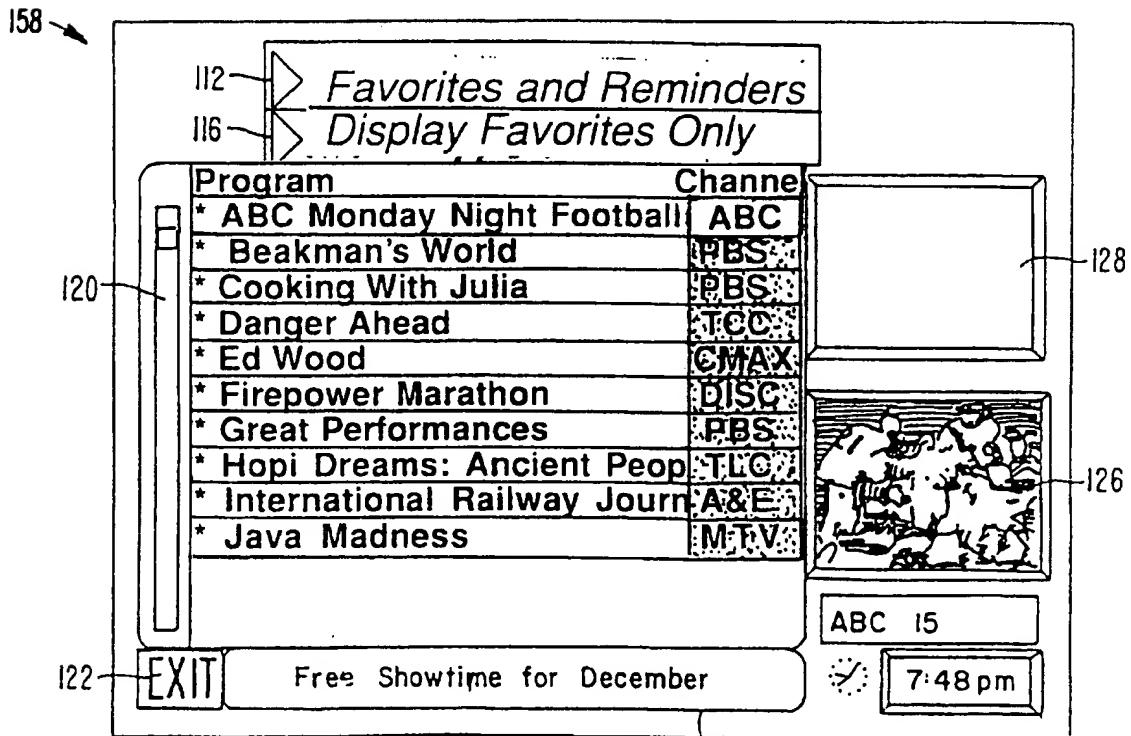 158
112
Favorites and Reminders
116
Display Favorites Only
Program Channe
* ABC Monday Night Football ABC
* Beakman's World PBS
* Cooking With Julia PBS
* Danger Ahead TCC
* Ed Wood CMAX
* Firepower Marathon DISC
* Great Performances PBS
* Hopi Dreams: Ancient Peop TLC
* International Railway Journ A&E
* Java Madness MTV
120
128
126
ABC 15
122
EXIT
Free Showtime for December
7:48 pm